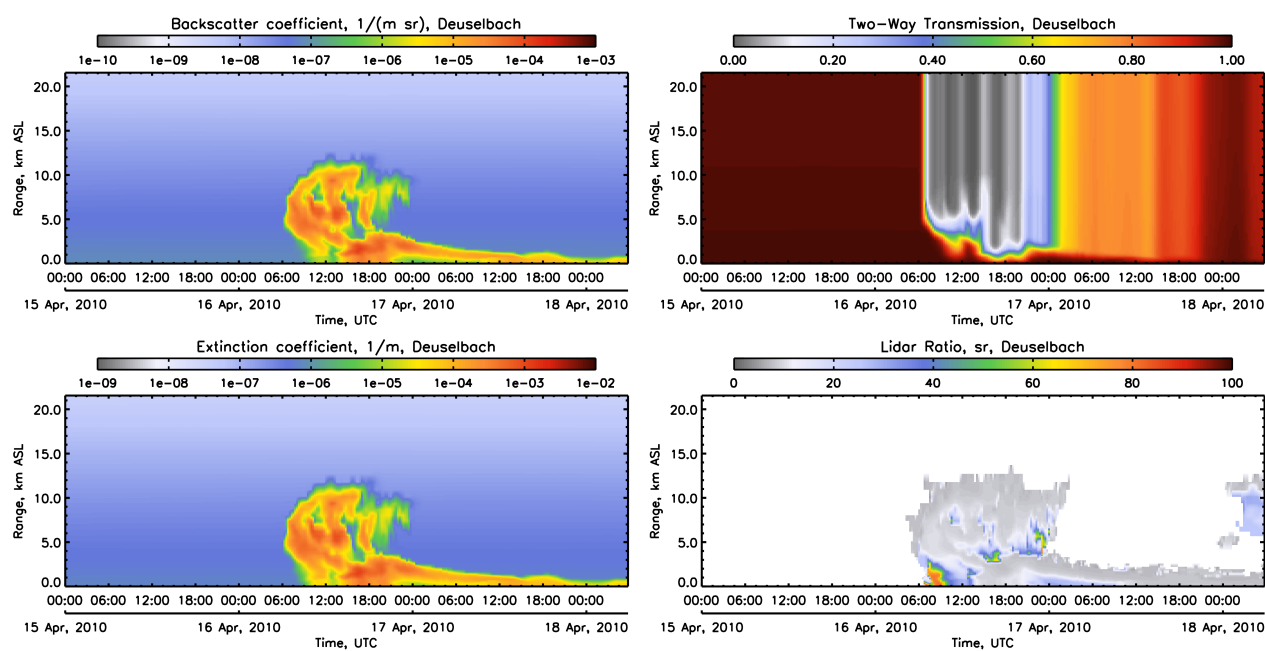 Backscatter coefficient, 1/(m sr), Deuselbach
1e-10 1e-09 1e-08 1e-07 1e-06 1e-05 1e-04 1e-03
Range, km ASL
20.0
15.0
10.0
5.0
0.0
00:00 06:00 12:00 18:00 00:00 06:00 12:00 18:00 00:00 06:00 12:00 18:00 00:00
15 Apr, 2010 16 Apr, 2010 17 Apr, 2010 18 Apr, 2010
Time, UTC
Two-Way Transmission, Deuselbach
0.00 0.20 0.40 0.60 0.80 1.00
Range, km ASL
20.0
15.0
10.0
5.0
0.0
00:00 06:00 12:00 18:00 00:00 06:00 12:00 18:00 00:00 06:00 12:00 18:00 00:00
15 Apr, 2010 16 Apr, 2010 17 Apr, 2010 18 Apr, 2010
Time, UTC
Extinction coefficient, 1/m, Deuselbach
1e-09 1e-08 1e-07 1e-06 1e-05 1e-04 1e-03 1e-02
Range, km ASL
20.0
15.0
10.0
5.0
0.0
00:00 06:00 12:00 18:00 00:00 06:00 12:00 18:00 00:00 06:00 12:00 18:00 00:00
15 Apr, 2010 16 Apr, 2010 17 Apr, 2010 18 Apr, 2010
Time, UTC
Lidar Ratio, sr, Deuselbach
0 20 40 60 80 100
Range, km ASL
20.0
15.0
10.0
5.0
0.0
00:00 06:00 12:00 18:00 00:00 06:00 12:00 18:00 00:00 06:00 12:00 18:00 00:00
15 Apr, 2010 16 Apr, 2010 17 Apr, 2010 18 Apr, 2010
Time, UTC